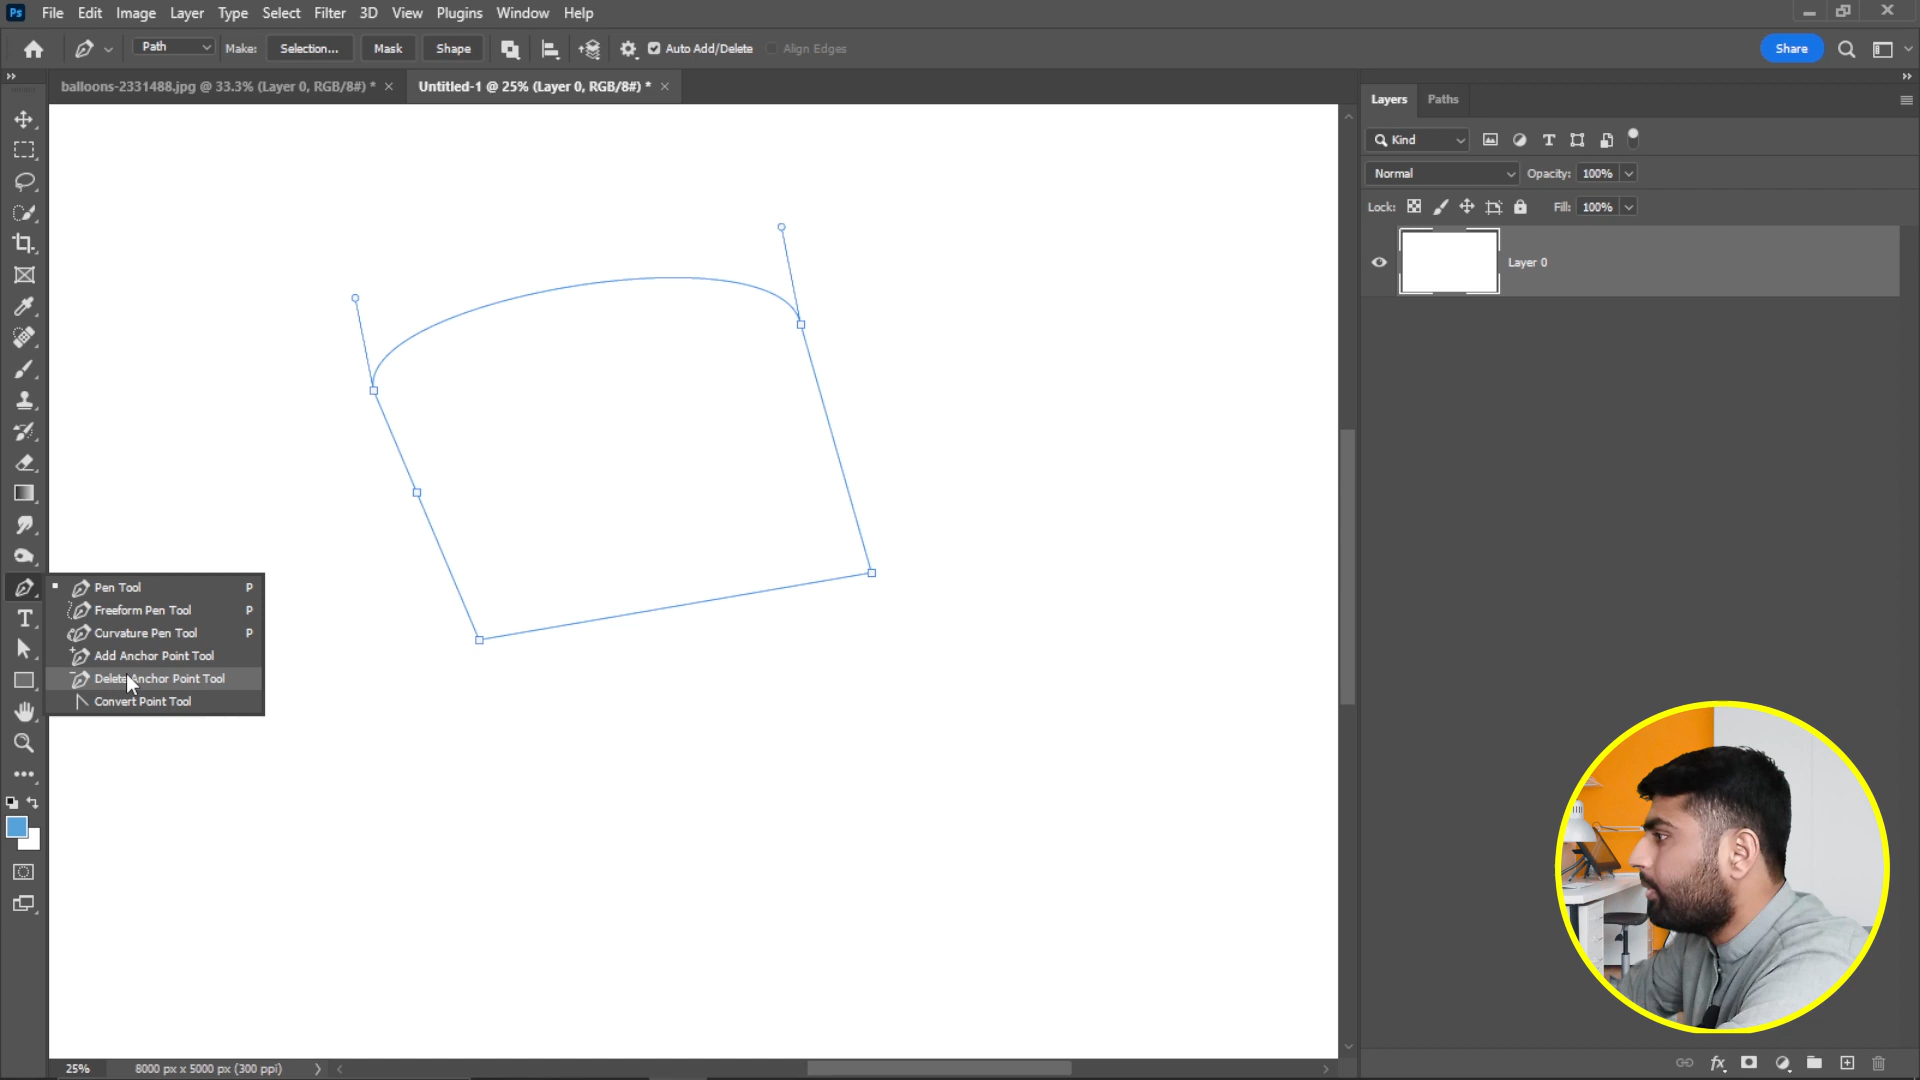 Ps File Edit Image Layer Type Select Filter 3D View Plugins Window Help
Path Make: Selection... Mask Shape Auto Add/Delete Align Edges Share
balloons-2331488.jpg @ 33.3% (Layer 0, RGB/8#) * Untitled-1 @ 25% (Layer 0, RGB/8#) *
Layers Paths
Kind
Normal Opacity: 100%
Lock: Fill: 100%
Layer 0
Pen Tool P
Freeform Pen Tool P
Curvature Pen Tool P
Add Anchor Point Tool
Delete Anchor Point Tool
Convert Point Tool
25% 8000 px x 5000 px (300 ppi)